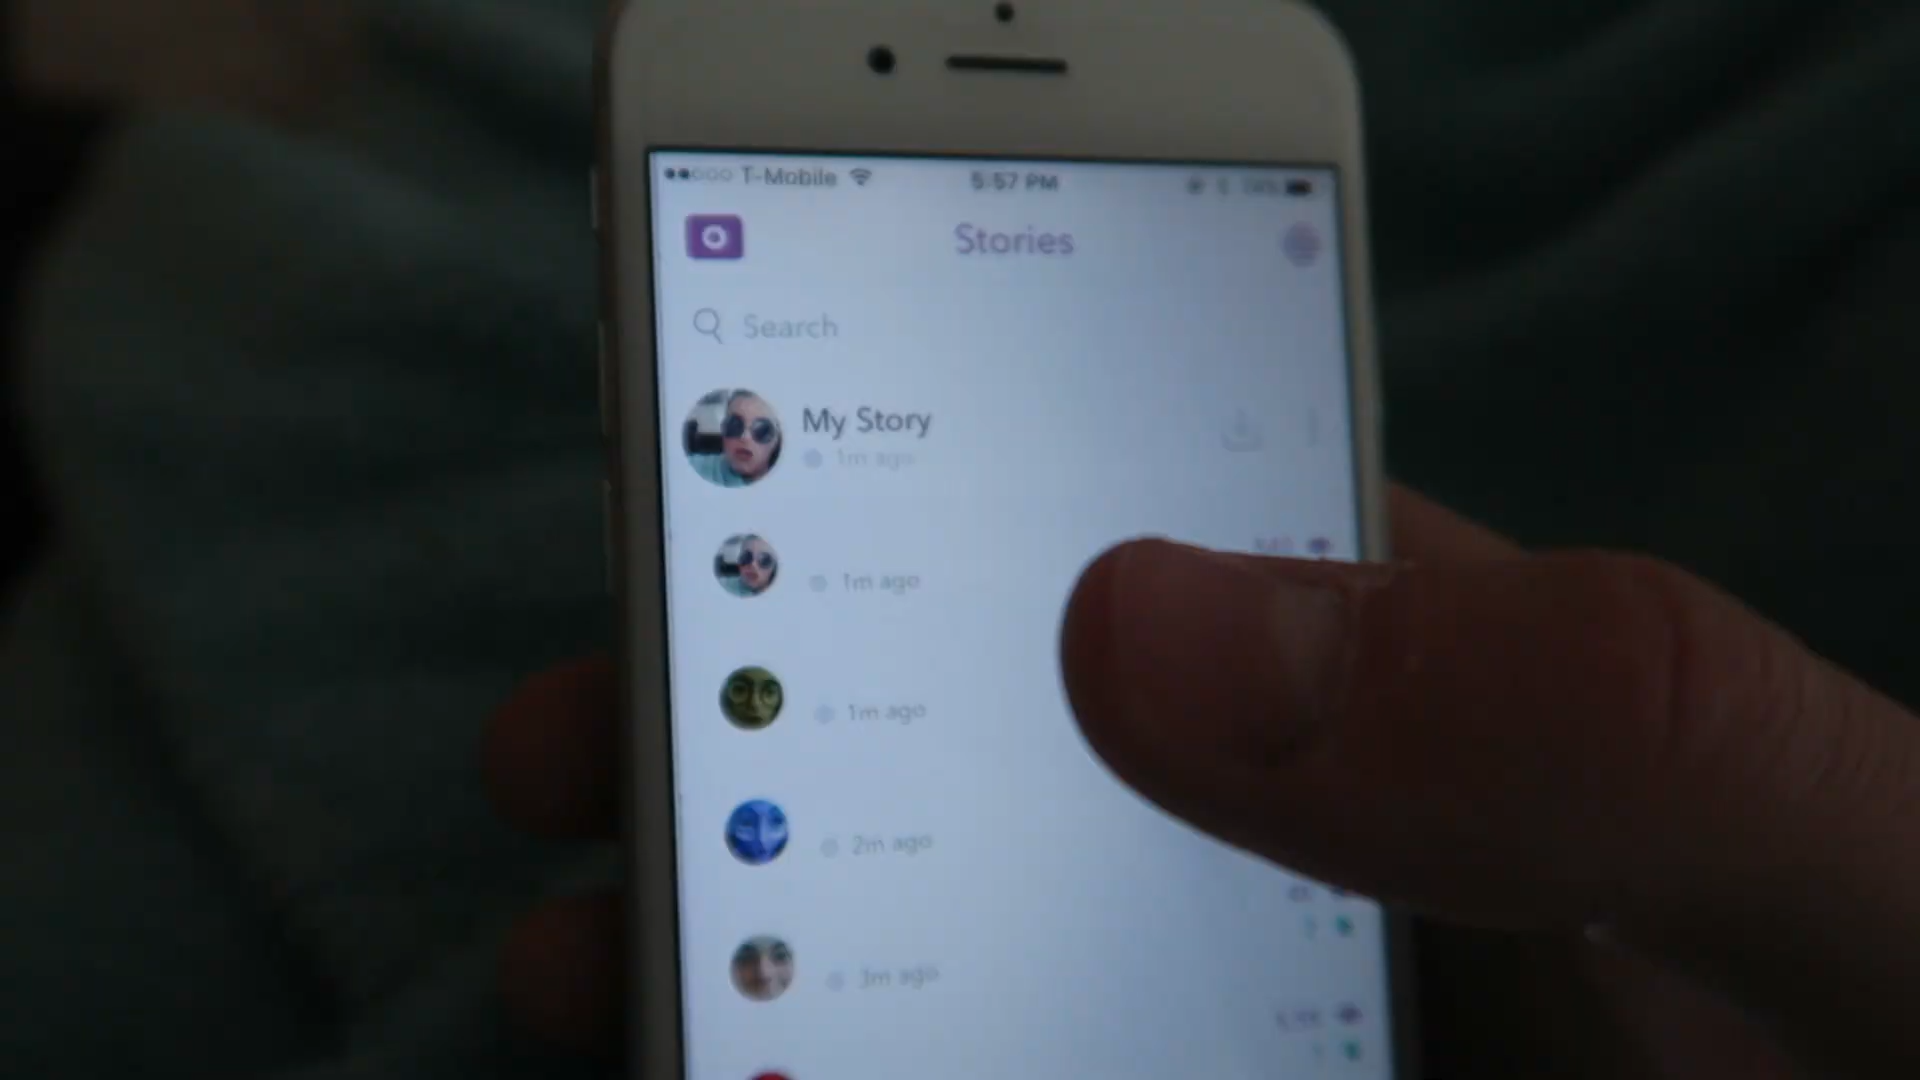 T-Mobile 5:57 PM
Stories
Search
My Story
1m ago
1m ago
1m ago
2m ago
3m ago